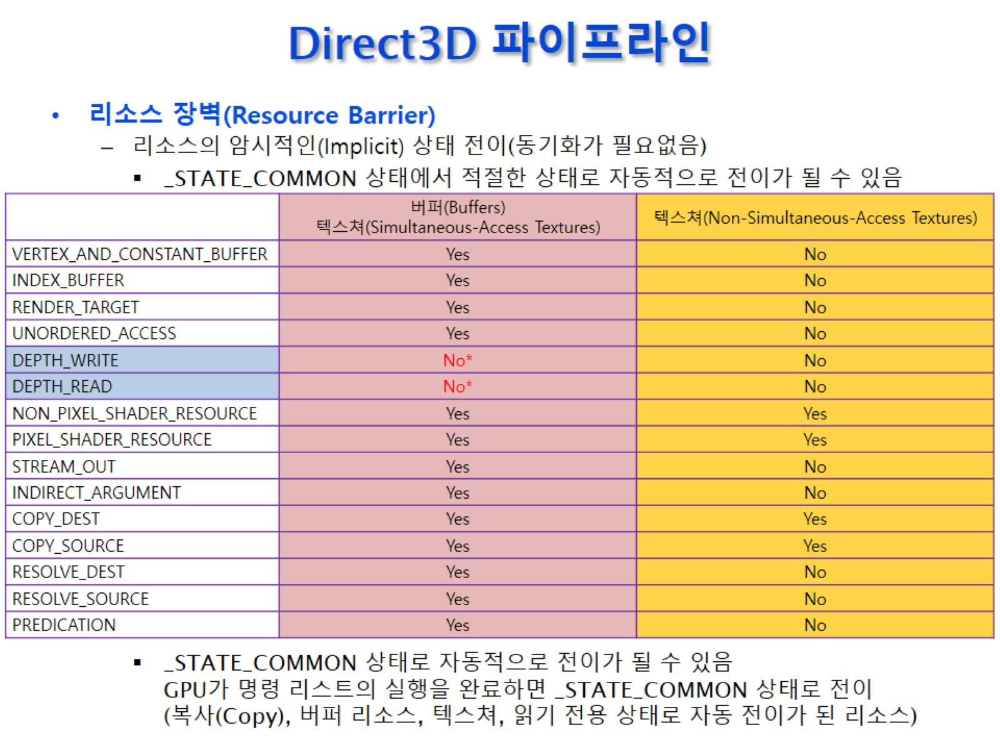 Direct3D 파이프라인
• 리소스 장벽(Resource Barrier)
– 리소스의 암시적인(Implicit) 상태 전이(동기화가 필요없음)
▪ _STATE_COMMON 상태에서 적절한 상태로 자동적으로 전이가 될 수 있음
버퍼(Buffers)
텍스쳐(Simultaneous-Access Textures)
텍스쳐(Non-Simultaneous-Access Textures)
VERTEX_AND_CONSTANT_BUFFER Yes No
INDEX_BUFFER Yes No
RENDER_TARGET Yes No
UNORDERED_ACCESS Yes No
DEPTH_WRITE No* No
DEPTH_READ No* No
NON_PIXEL_SHADER_RESOURCE Yes Yes
PIXEL_SHADER_RESOURCE Yes Yes
STREAM_OUT Yes No
INDIRECT_ARGUMENT Yes No
COPY_DEST Yes Yes
COPY_SOURCE Yes Yes
RESOLVE_DEST Yes No
RESOLVE_SOURCE Yes No
PREDICATION Yes No
▪ _STATE_COMMON 상태로 자동적으로 전이가 될 수 있음
GPU가 명령 리스트의 실행을 완료하면 _STATE_COMMON 상태로 전이
(복사(Copy), 버퍼 리소스, 텍스쳐, 읽기 전용 상태로 자동 전이가 된 리소스)